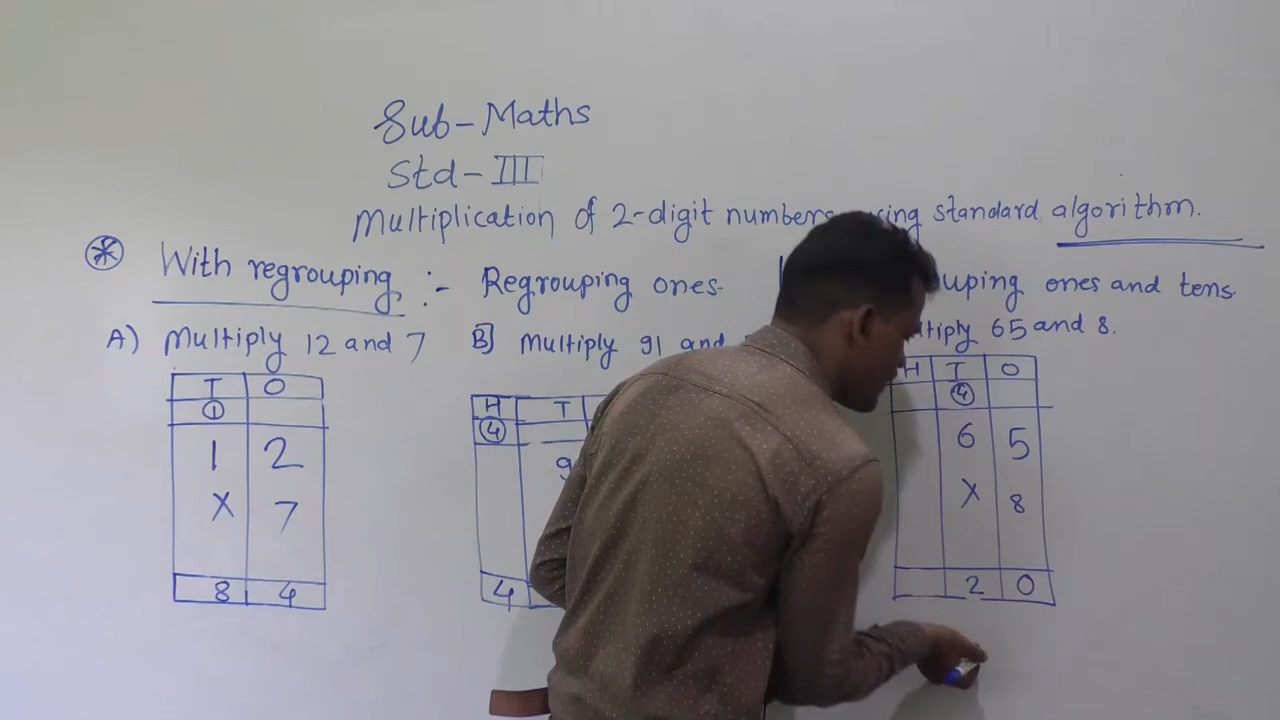 Sub - Maths
Std - III
Multiplication of 2-digit numbers using standard algorithm.
* With regrouping :- Regrouping ones. uping ones and tens
A) Multiply 12 and 7 B] Multiply 91 and tiply 65 and 8.
T O
1
1 2
X 7
8 4
H T
4
9
4
H T O
4
6 5
X 8
2 0